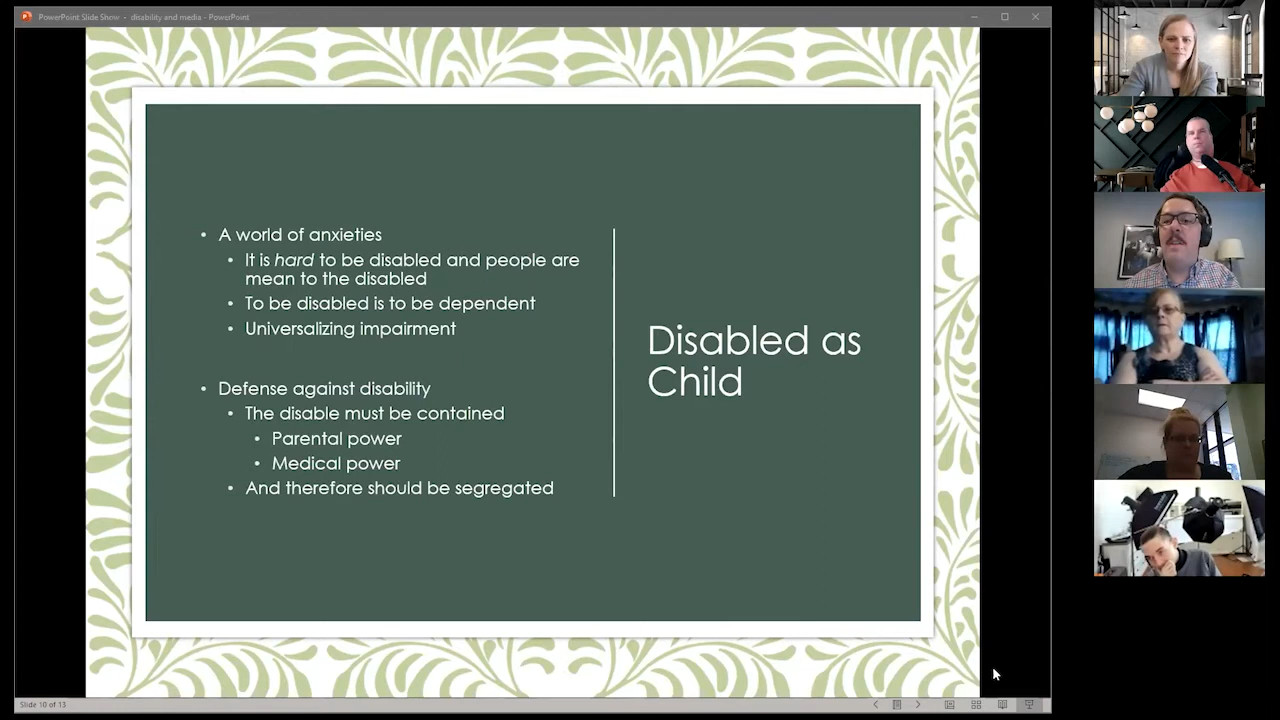 PowerPoint Slide Show - disability and media - PowerPoint
• A world of anxieties
• It is hard to be disabled and people are
mean to the disabled
• To be disabled is to be dependent
• Universalizing impairment
• Defense against disability
• The disable must be contained
• Parental power
• Medical power
• And therefore should be segregated
Disabled as
Child
Slide 10 of 13